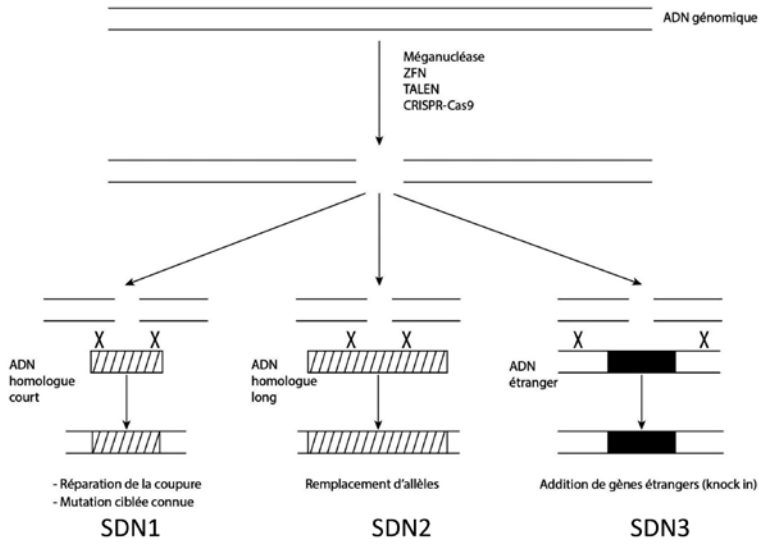 ADN génomique
Méganucléase
ZFN
TALEN
CRISPR-Cas9
X X
ADN
homologue
court
X X
ADN
homologue
long
X X
ADN
étranger
- Réparation de la coupure
- Mutation ciblée connue
Remplacement d'allèles
Addition de gènes étrangers (knock in)
SDN1
SDN2
SDN3